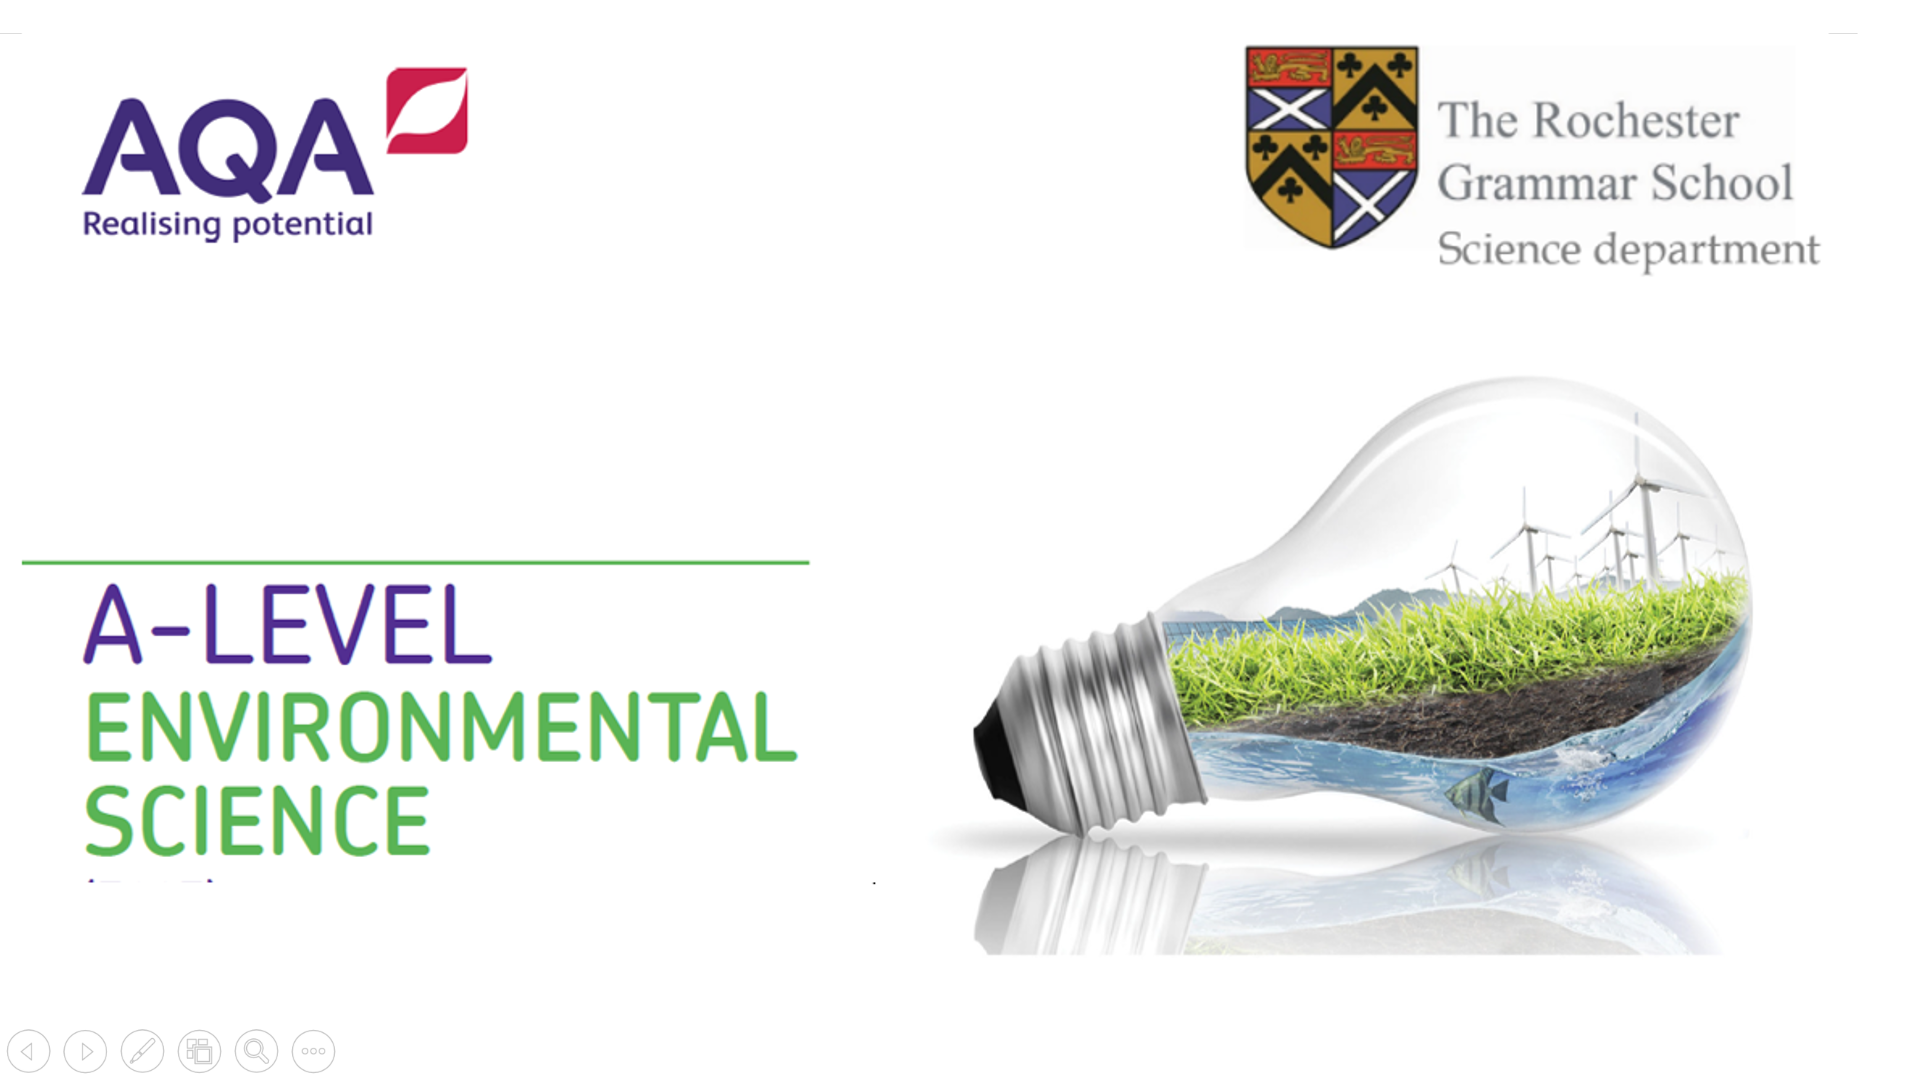 AQA
Realising potential
The Rochester
Grammar School
Science department
A-LEVEL
ENVIRONMENTAL
SCIENCE